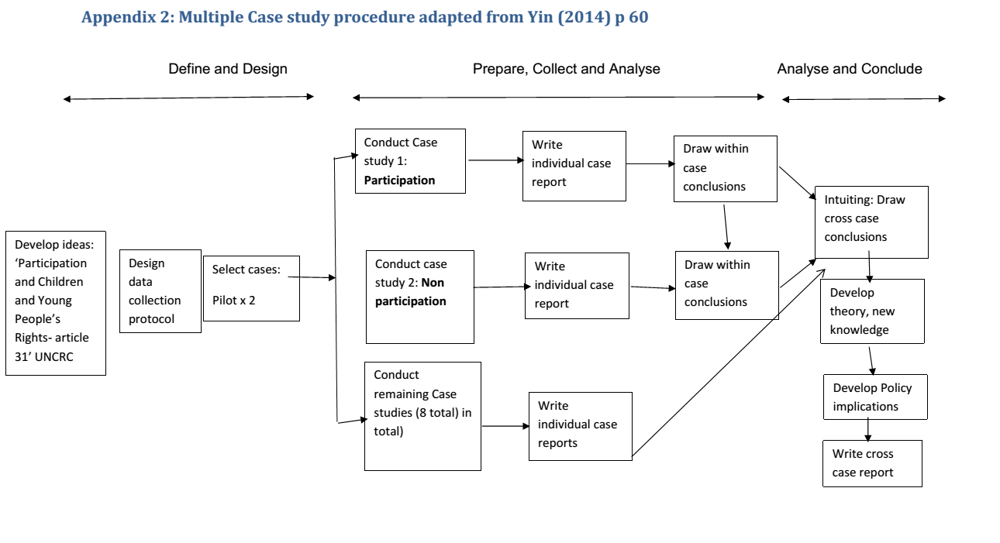 Appendix 2: Multiple Case study procedure adapted from Yin (2014) p 60
Define and Design
Prepare, Collect and Analyse
Analyse and Conclude
Develop ideas:
‘Participation
and Children
and Young
People’s
Rights- article
31’ UNCRC
Design
data
collection
protocol
Select cases:
Pilot x 2
Conduct Case
study 1:
Participation
Write
individual case
report
Draw within
case
conclusions
Conduct case
study 2: Non
participation
Write
individual case
report
Draw within
case
conclusions
Conduct
remaining Case
studies (8 total) in
total)
Write
individual case
reports
Intuiting: Draw
cross case
conclusions
Develop
theory, new
knowledge
Develop Policy
implications
Write cross
case report